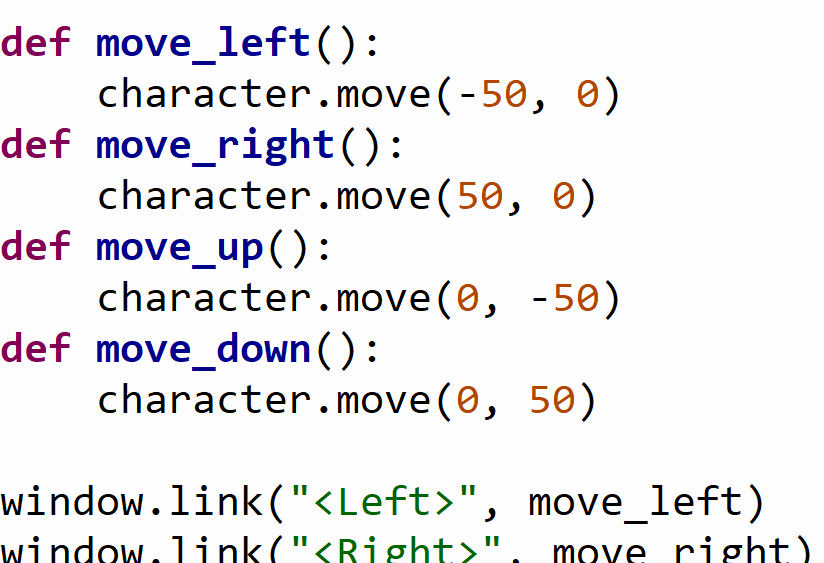 def move_left():
    character.move(-50, 0)
def move_right():
    character.move(50, 0)
def move_up():
    character.move(0, -50)
def move_down():
    character.move(0, 50)
window.link("<Left>", move_left)
window.link("<Right>", move_right)